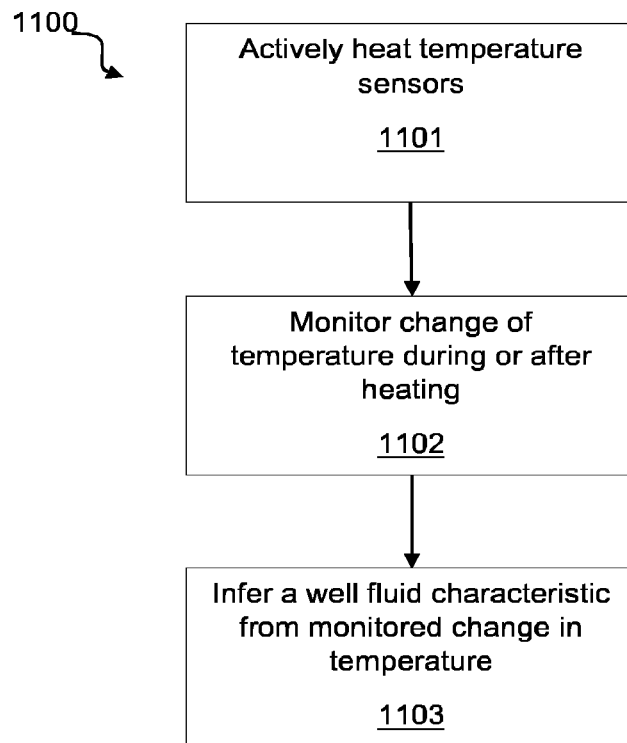 1100
Actively heat temperature
sensors
1101
Monitor change of
temperature during or after
heating
1102
Infer a well fluid characteristic
from monitored change in
temperature
1103